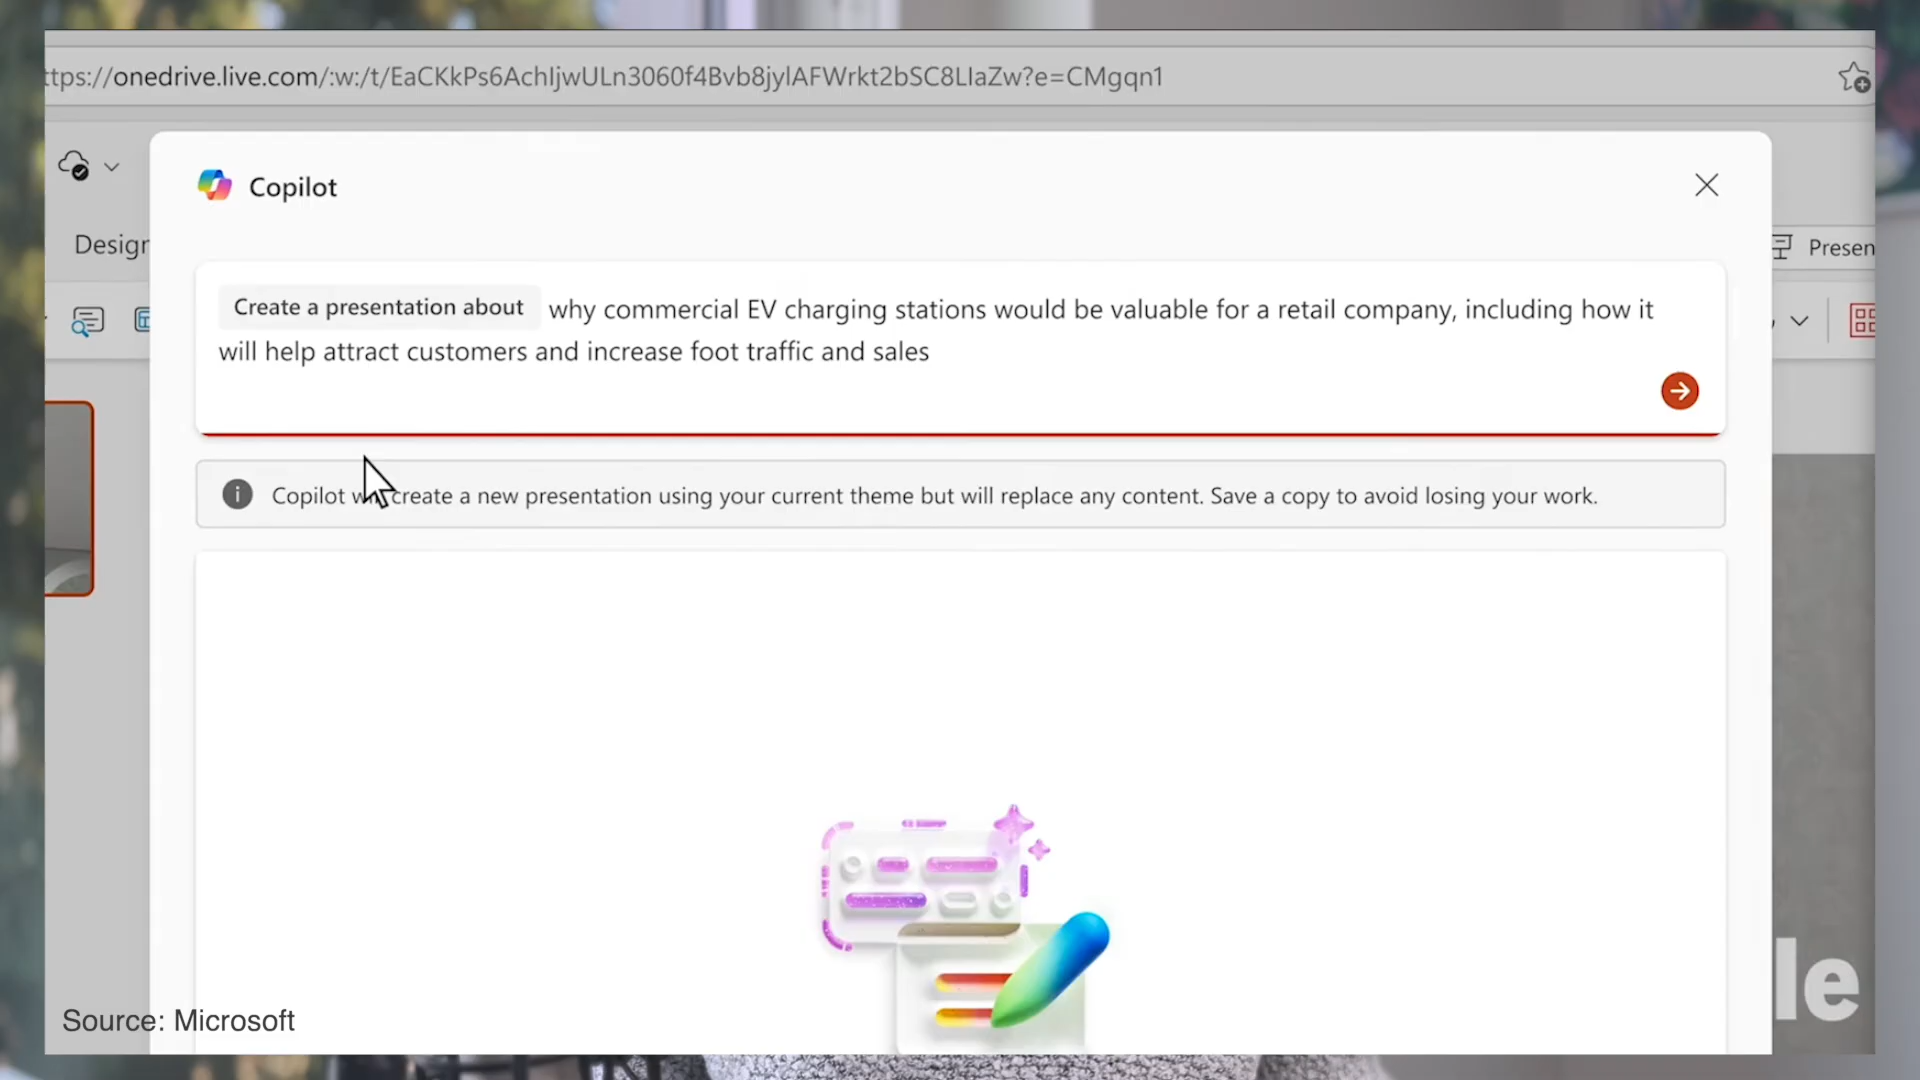 ttps://onedrive.live.com/:w:/t/EaCKkPs6AchIjwULn3060f4Bvb8jylAFWrkt2bSC8LIaZw?e=CMgqn1
Copilot
Design
Presen
Create a presentation about why commercial EV charging stations would be valuable for a retail company, including how it
will help attract customers and increase foot traffic and sales
Copilot will create a new presentation using your current theme but will replace any content. Save a copy to avoid losing your work.
le
Source: Microsoft